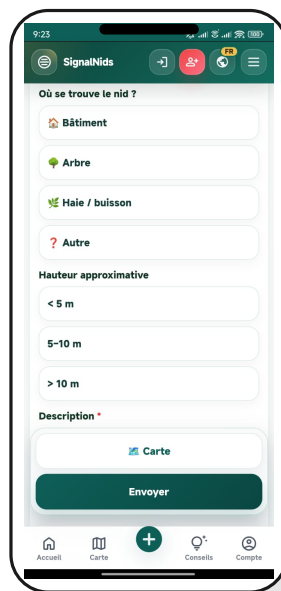 9:23
100
SignalNids
FR
Où se trouve le nid ?
Bâtiment
Arbre
Haie / buisson
❓ Autre
Hauteur approximative
< 5 m
5–10 m
> 10 m
Description *
Carte
Envoyer
Accueil
Carte
Conseils
Compte